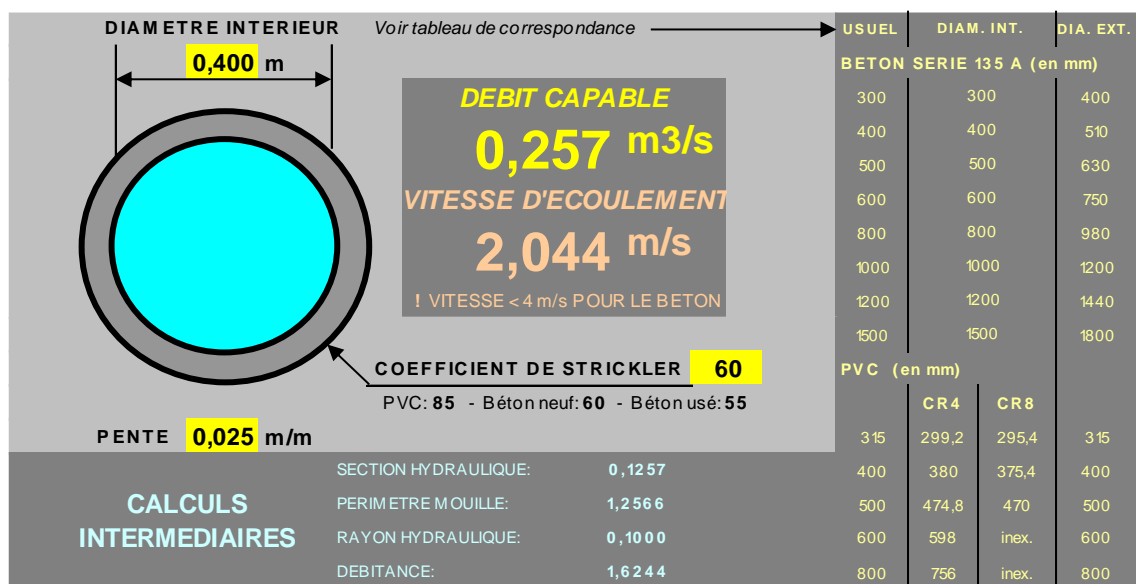 DIAMETRE INTERIEUR
Voir tableau de correspondance
0,400 m
DEBIT CAPABLE
0,257 m3/s
VITESSE D'ECOULEMENT
2,044 m/s
! VITESSE < 4 m/s POUR LE BETON
COEFFICIENT DE STRICKLER 60
PVC: 85 - Béton neuf: 60 - Béton usé: 55
PENTE 0,025 m/m
CALCULS
INTERMEDIAIRES
SECTION HYDRAULIQUE: 0,1257
PERIMETRE MOUILLE: 1,2566
RAYON HYDRAULIQUE: 0,1000
DEBITANCE: 1,6244
USUEL DIAM. INT. DIA. EXT.
BETON SERIE 135 A (en mm)
300 300 400
400 400 510
500 500 630
600 600 750
800 800 980
1000 1000 1200
1200 1200 1440
1500 1500 1800
PVC (en mm)
CR4 CR8
315 299,2 295,4 315
400 380 375,4 400
500 474,8 470 500
600 598 inex. 600
800 756 inex. 800